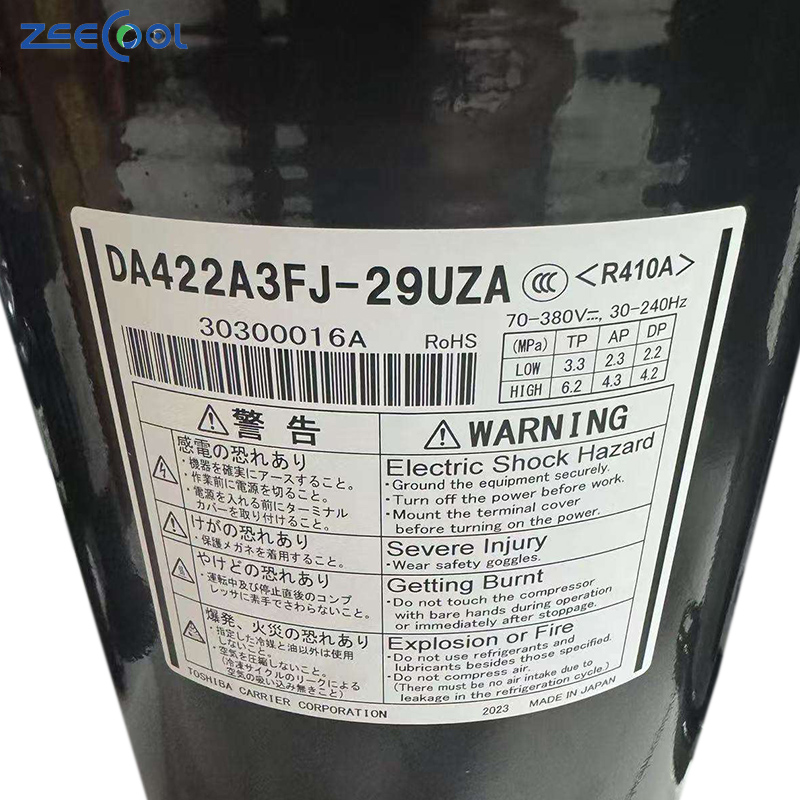 ZEECOOL
DA422A3FJ-29UZA CCC <R410A>
30300016A RoHS
70-380V⎓, 30-240Hz
(MPa) TP AP DP
LOW 3.3 2.3 2.2
HIGH 6.2 4.3 4.2
警告
感電の恐れあり
・機器を確実にアースすること。
・作業前に電源を切ること。
・電源を入れる前にターミナル
カバーを取り付けること。
けがの恐れあり
・保護メガネを着用すること。
やけどの恐れあり
・運転中及び停止直後のコンプ
レッサに素手でさわらないこと。
爆発、火災の恐れあり
・指定した冷媒と油以外は使用
しないこと。
・空気を圧縮しないこと。
(冷凍サイクルのリークによる
空気の吸い込み無きこと)
WARNING
Electric Shock Hazard
・Ground the equipment securely.
・Turn off the power before work.
・Mount the terminal cover
before turning on the power.
Severe Injury
・Wear safety goggles.
Getting Burnt
・Do not touch the compressor
with bare hands during operation
or immediately after stoppage.
Explosion or Fire
・Do not use refrigerants and
lubricants besides those specified.
・Do not compress air.
(There must be no air intake due to
leakage in the refrigeration cycle.)
TOSHIBA CARRIER CORPORATION 2023 MADE IN JAPAN